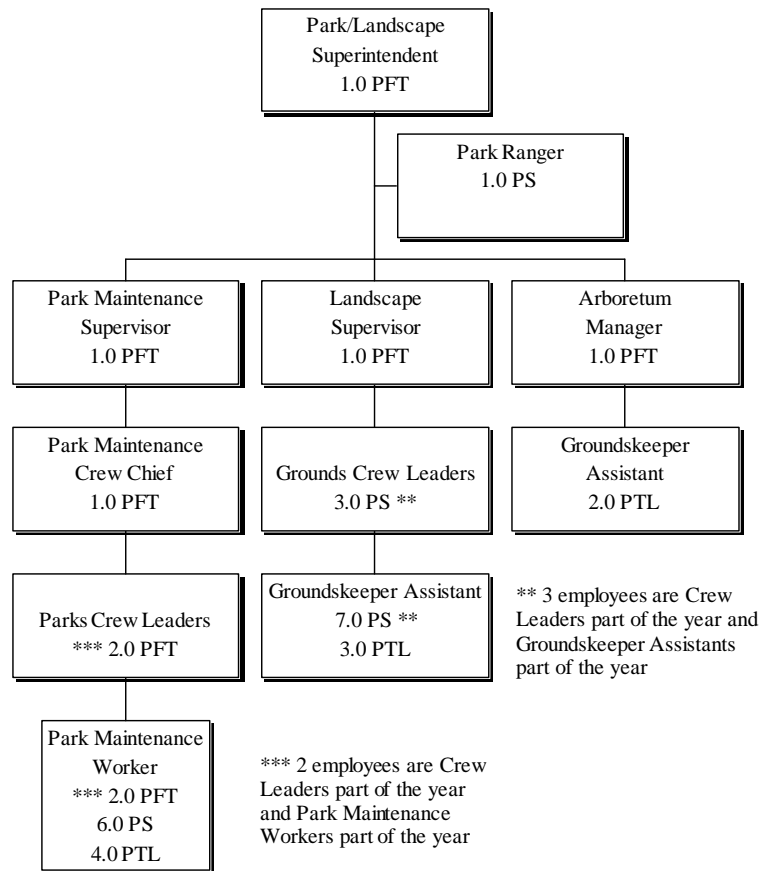 Park/Landscape
Superintendent
1.0 PFT
Park Ranger
1.0 PS
Park Maintenance
Supervisor
1.0 PFT
Landscape
Supervisor
1.0 PFT
Arboretum
Manager
1.0 PFT
Park Maintenance
Crew Chief
1.0 PFT
Grounds Crew Leaders
3.0 PS **
Groundskeeper
Assistant
2.0 PTL
Parks Crew Leaders
*** 2.0 PFT
Groundskeeper Assistant
7.0 PS **
3.0 PTL
** 3 employees are Crew
Leaders part of the year and
Groundskeeper Assistants
part of the year
Park Maintenance
Worker
*** 2.0 PFT
6.0 PS
4.0 PTL
*** 2 employees are Crew
Leaders part of the year
and Park Maintenance
Workers part of the year